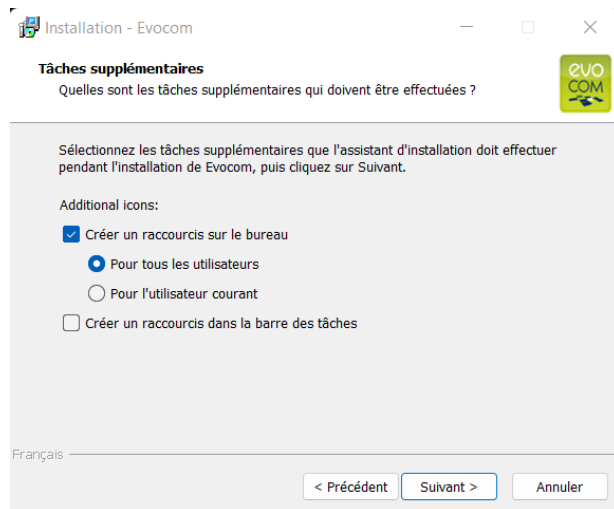 Installation - Evocom
Tâches supplémentaires
Quelles sont les tâches supplémentaires qui doivent être effectuées ?
evo
COM
Sélectionnez les tâches supplémentaires que l'assistant d'installation doit effectuer
pendant l'installation de Evocom, puis cliquez sur Suivant.
Additional icons:
Créer un raccourcis sur le bureau
Pour tous les utilisateurs
Pour l'utilisateur courant
Créer un raccourcis dans la barre des tâches
Français
< Précédent
Suivant >
Annuler